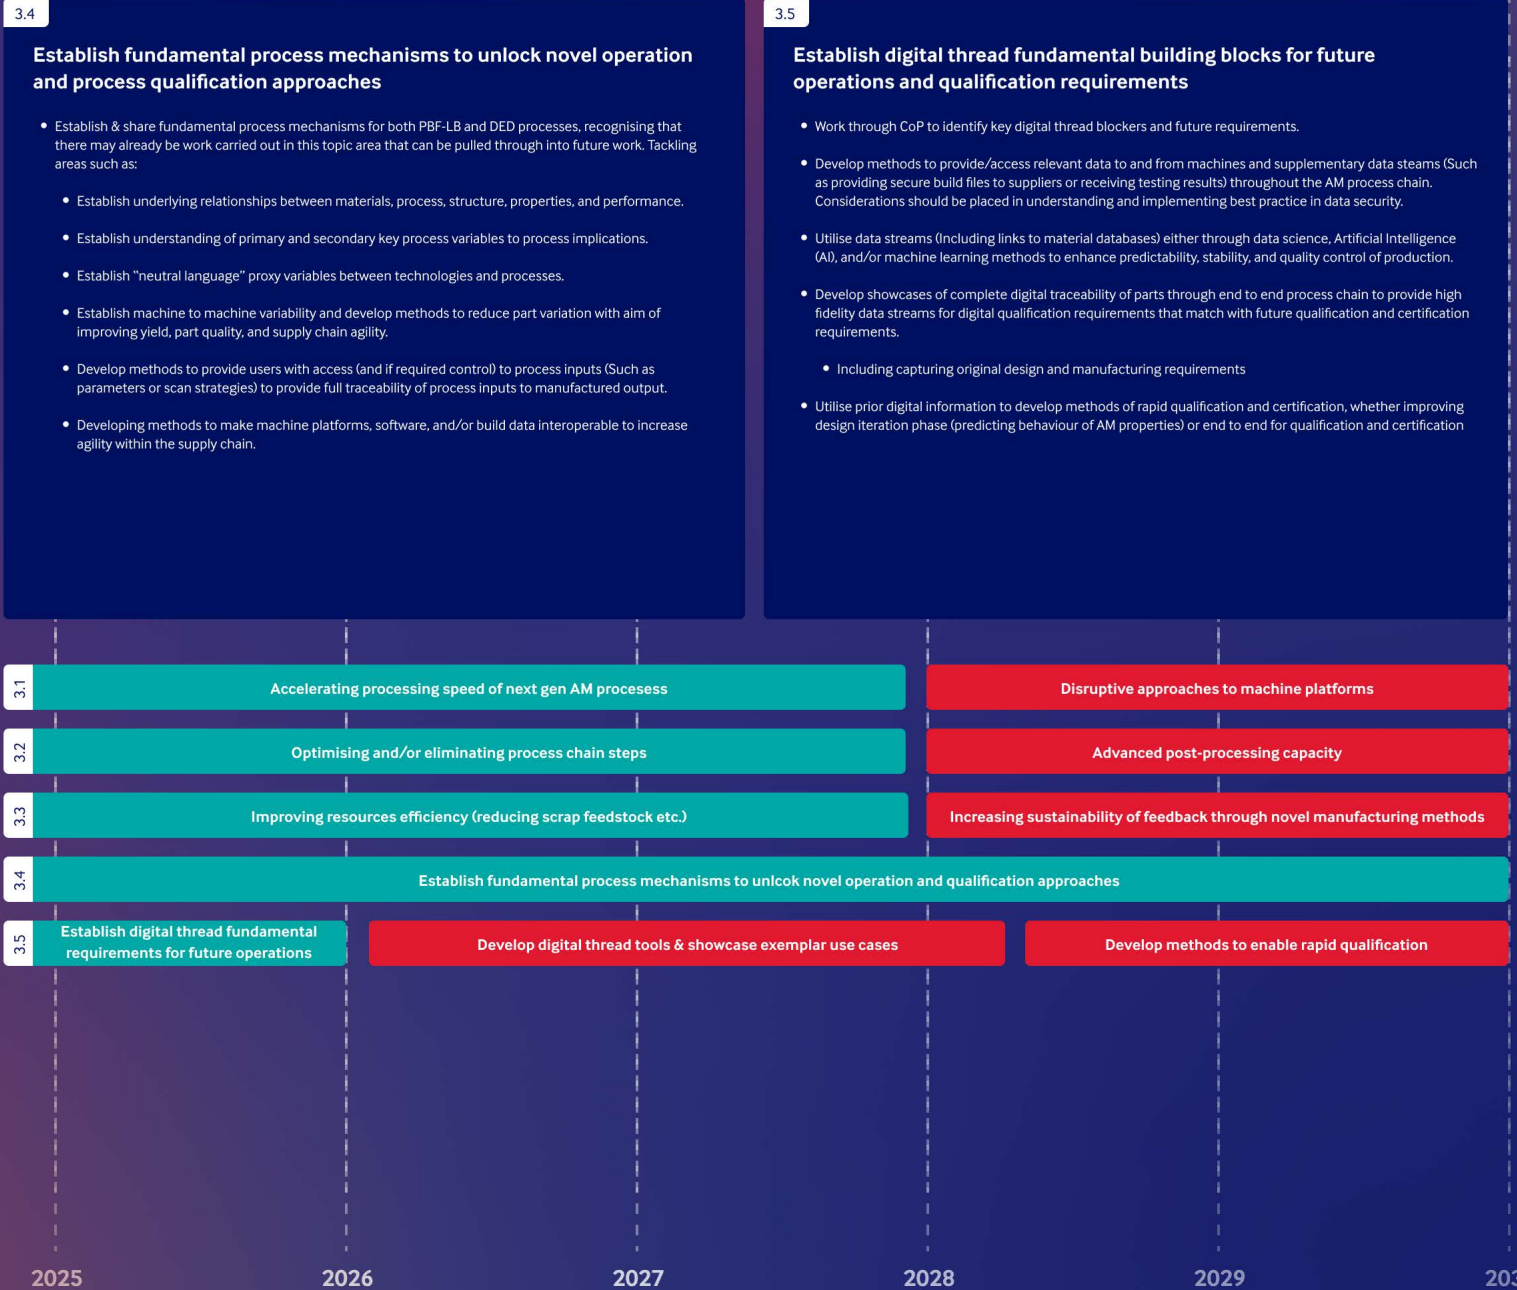 3.4
Establish fundamental process mechanisms to unlock novel operation
and process qualification approaches
• Establish & share fundamental process mechanisms for both PBF-LB and DED processes, recognising that
there may already be work carried out in this topic area that can be pulled through into future work. Tackling
areas such as:
• Establish underlying relationships between materials, process, structure, properties, and performance.
• Establish understanding of primary and secondary key process variables to process implications.
• Establish “neutral language” proxy variables between technologies and processes.
• Establish machine to machine variability and develop methods to reduce part variation with aim of
improving yield, part quality, and supply chain agility.
• Develop methods to provide users with access (and if required control) to process inputs (Such as
parameters or scan strategies) to provide full traceability of process inputs to manufactured output.
• Developing methods to make machine platforms, software, and/or build data interoperable to increase
agility within the supply chain.
3.5
Establish digital thread fundamental building blocks for future
operations and qualification requirements
• Work through CoP to identify key digital thread blockers and future requirements.
• Develop methods to provide/access relevant data to and from machines and supplementary data steams (Such
as providing secure build files to suppliers or receiving testing results) throughout the AM process chain.
Considerations should be placed in understanding and implementing best practice in data security.
• Utilise data streams (Including links to material databases) either through data science, Artificial Intelligence
(AI), and/or machine learning methods to enhance predictability, stability, and quality control of production.
• Develop showcases of complete digital traceability of parts through end to end process chain to provide high
fidelity data streams for digital qualification requirements that match with future qualification and certification
requirements.
• Including capturing original design and manufacturing requirements
• Utilise prior digital information to develop methods of rapid qualification and certification, whether improving
design iteration phase (predicting behaviour of AM properties) or end to end for qualification and certification
3.1
Accelerating processing speed of next gen AM procesess
Disruptive approaches to machine platforms
3.2
Optimising and/or eliminating process chain steps
Advanced post-processing capacity
3.3
Improving resources efficiency (reducing scrap feedstock etc.)
Increasing sustainability of feedback through novel manufacturing methods
3.4
Establish fundamental process mechanisms to unlcok novel operation and qualification approaches
3.5
Establish digital thread fundamental
requirements for future operations
Develop digital thread tools & showcase exemplar use cases
Develop methods to enable rapid qualification
2025
2026
2027
2028
2029